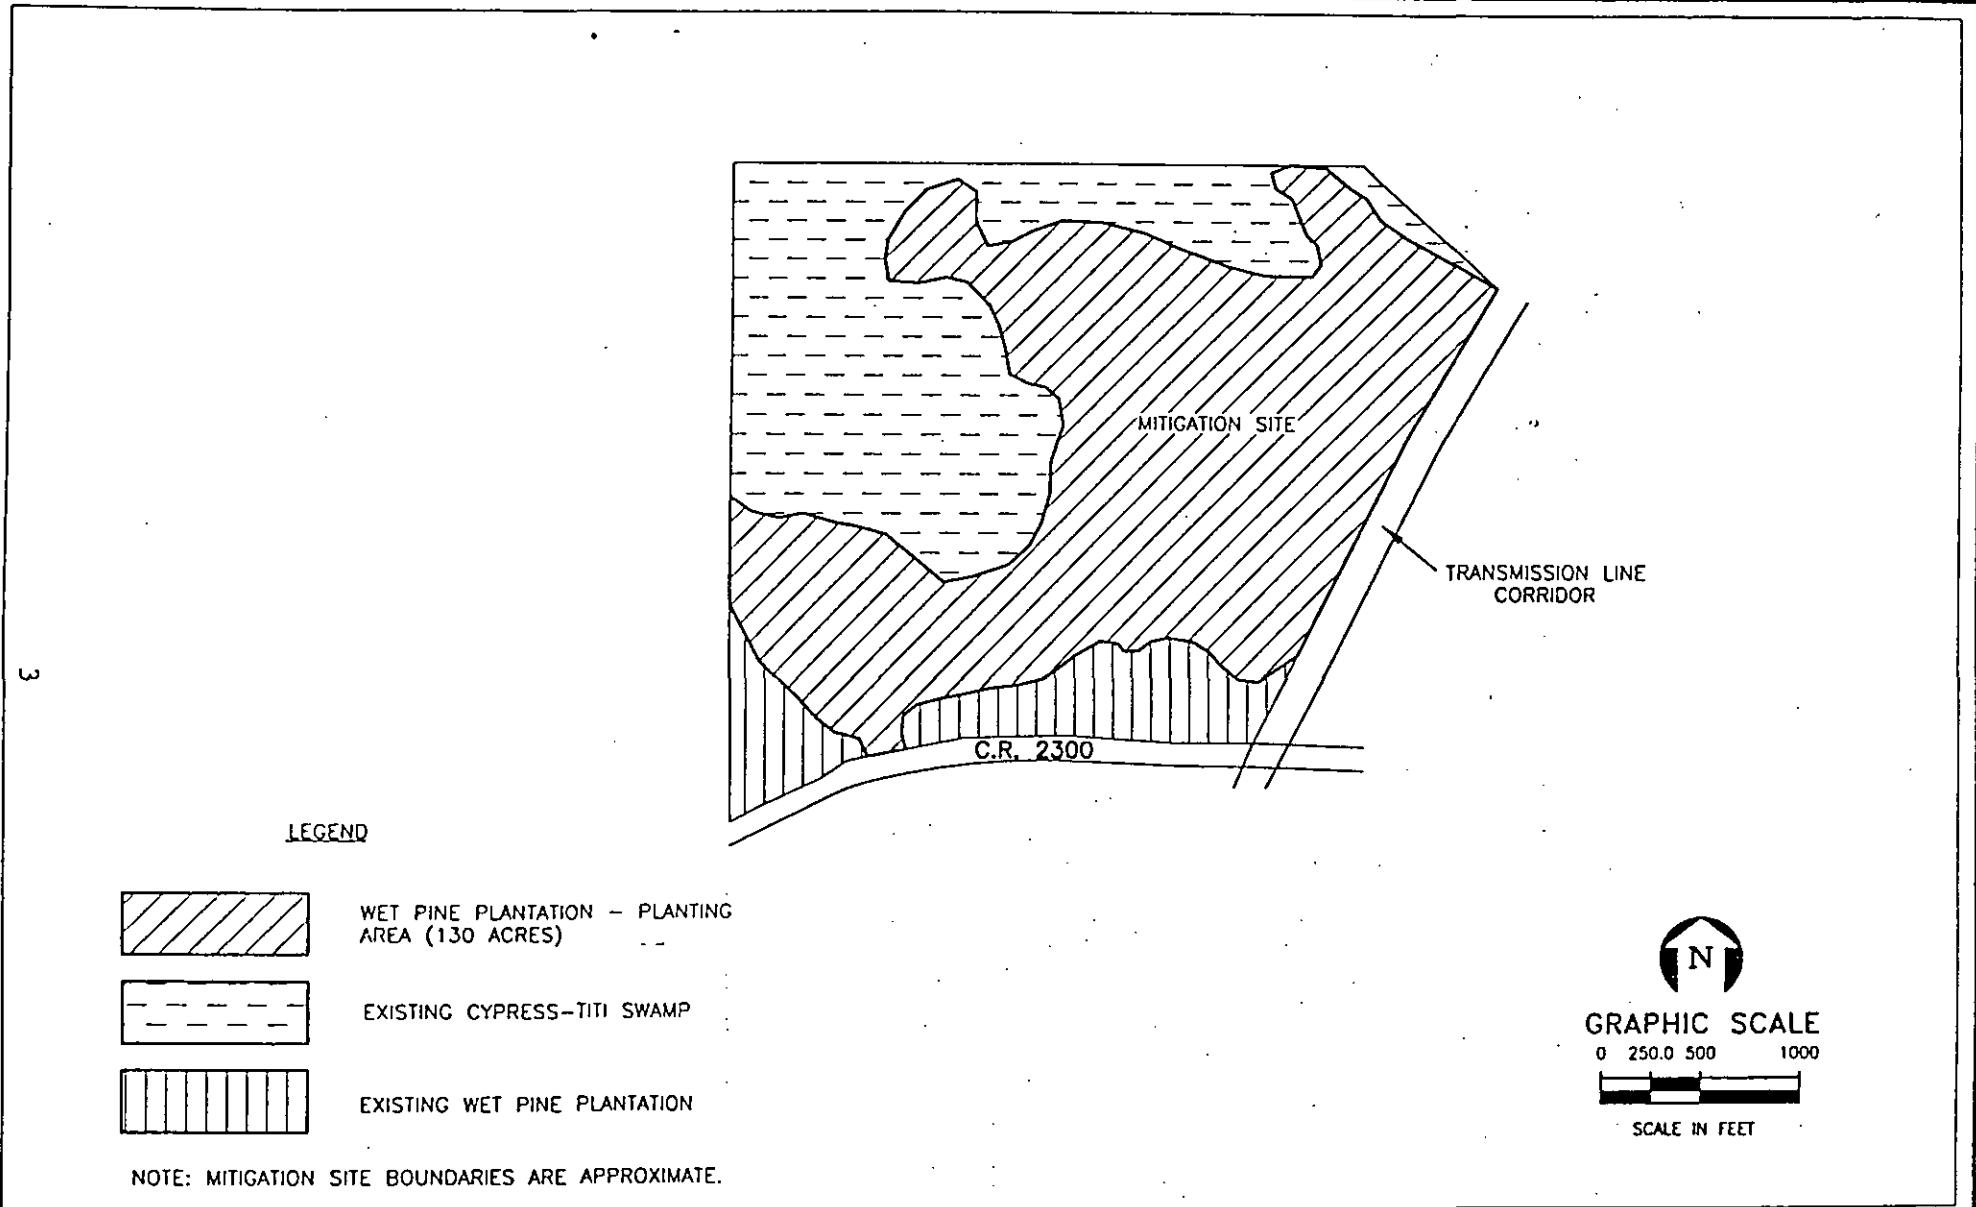 MITIGATION SITE
TRANSMISSION LINE
CORRIDOR
C.R. 2300
3
LEGEND
WET PINE PLANTATION - PLANTING
AREA (130 ACRES)
EXISTING CYPRESS-TITI SWAMP
EXISTING WET PINE PLANTATION
NOTE: MITIGATION SITE BOUNDARIES ARE APPROXIMATE.
N
GRAPHIC SCALE
0 250.0 500 1000
SCALE IN FEET